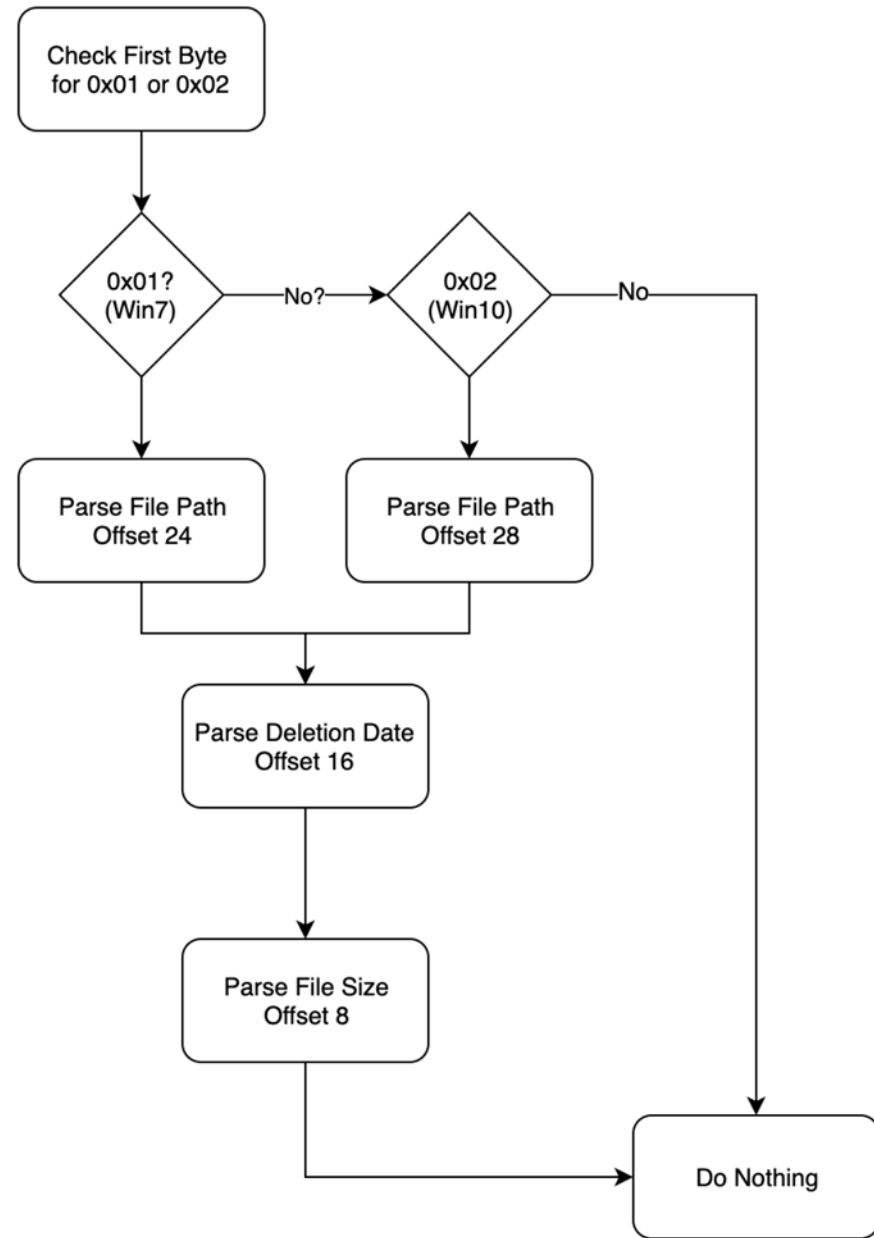 Check First Byte
for 0x01 or 0x02
0x01?
(Win7)
No?
0x02
(Win10)
No
Parse File Path
Offset 24
Parse File Path
Offset 28
Parse Deletion Date
Offset 16
Parse File Size
Offset 8
Do Nothing